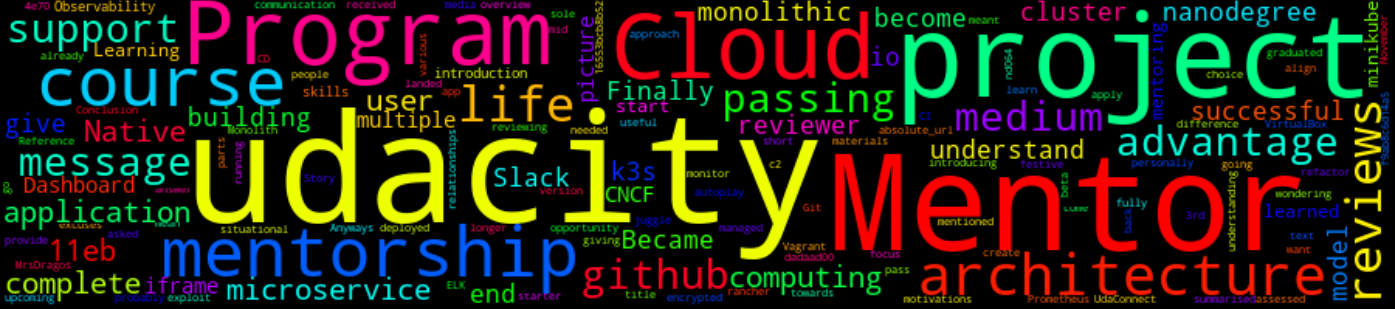 4e70 Observability
communication received
media overview
sole
mid
picture
16553bcb8b52
monolithic
become meant
cluster
nanodegree
minikube
November
support
Program
Cloud
project
approach
io
already Learning
CD
various
introduction
nd064
mentoring
graduated
choice align
course
people
skills
landed
app
life
Finally
start
passing
learn
apply
Conclusion
building
user
multiple
useful
reviewer
medium
CI
successful
give
Native
Monolith
reviewing
needed
short
absolute_url
difference VirtualBox
Reference
message
parts
running
udacity
relationships
materials
understand
advantage
reviews
Dashboard
Story
Slack
k3s
monitor
c2
Mentor
introducing
festive
personally
going
refactor
go
version
CNCF
autoplay
beta
come
fully
back
understanding
wondering
application
excuses
mean
situational
Anyways deployed
longer
opportunity
juggle
managed
Git
mentioned
3rd
learned
provide
asked
11eb
mentorship
giving
Became
Vagrant
dadaad00
focus
create
text
want
model
MrsDragos
complete
iframe
microservice
ELK
end
starter
github
computing
pass
architecture
upcoming
probably exploit
title
encrypted
rancher
towards
motivations
Prometheus UdaConnect
summarised assessed